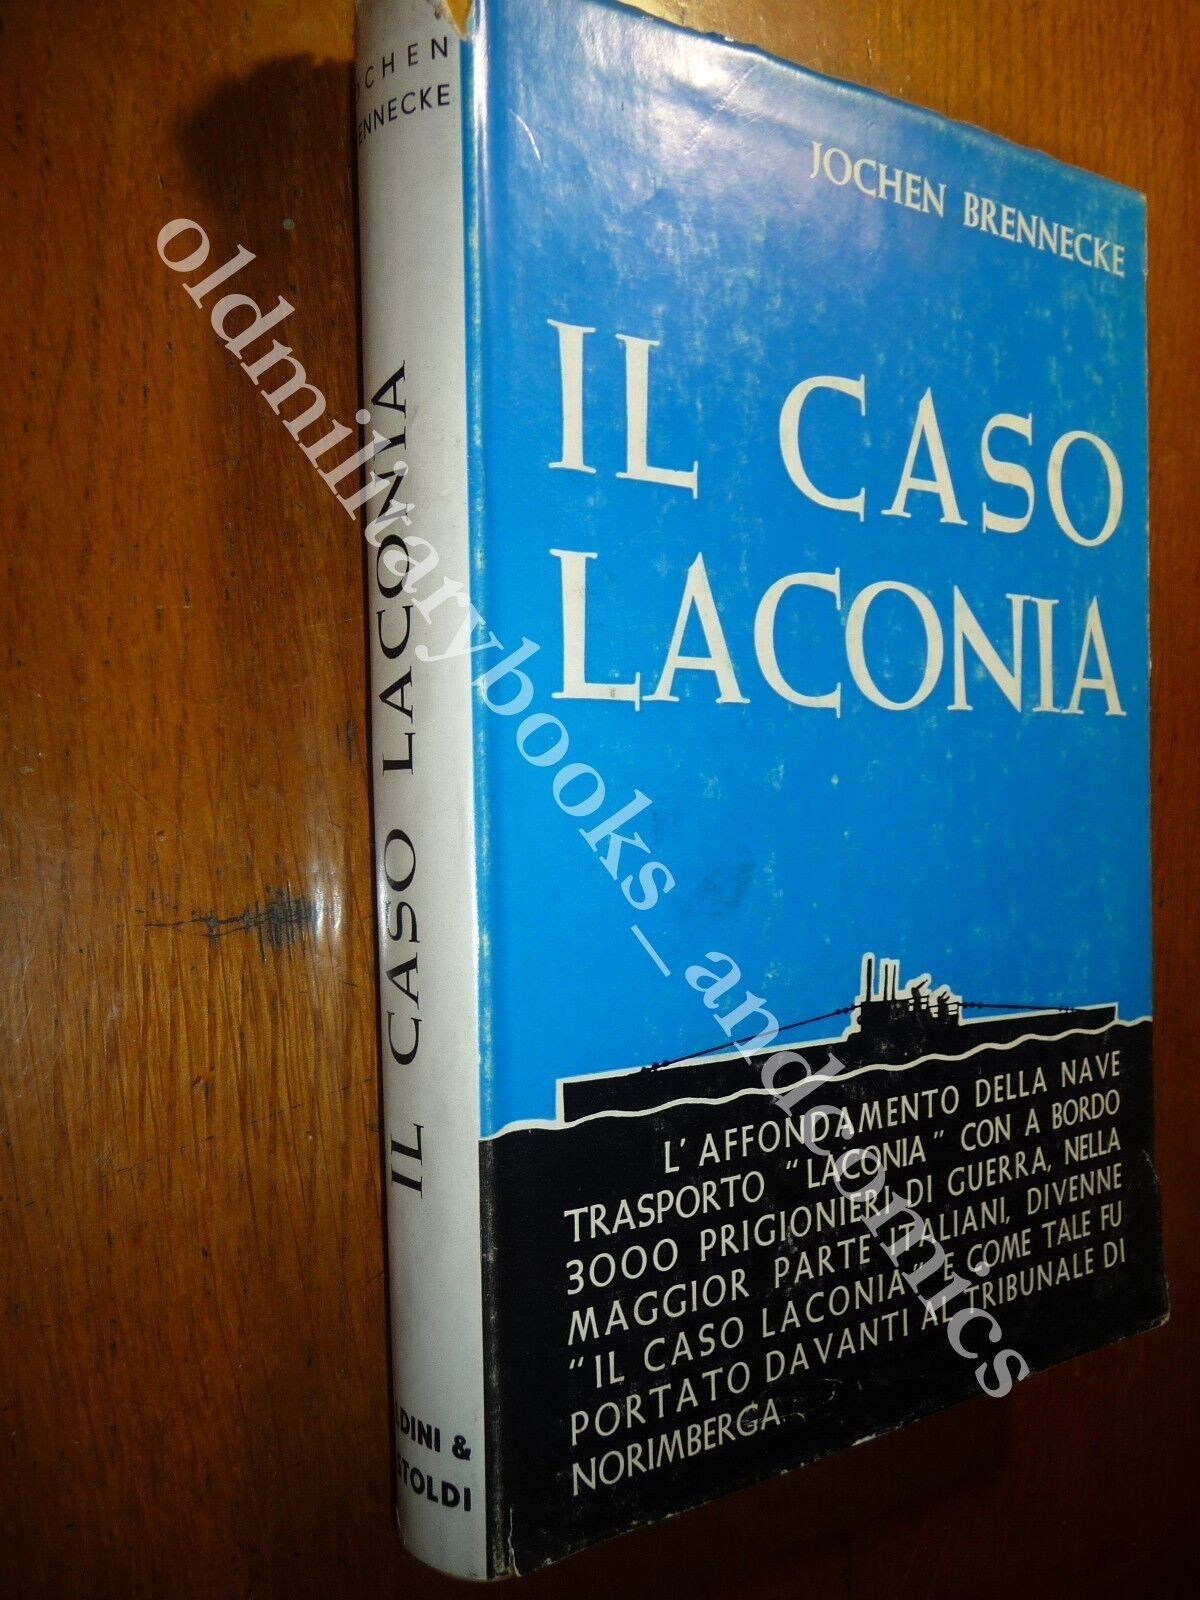 JOCHEN BRENNECKE
IL CASO
LACONIA
L'AFFONDAMENTO DELLA NAVE
TRASPORTO "LACONIA" CON A BORDO
3000 PRIGIONIERI DI GUERRA, NELLA
MAGGIOR PARTE ITALIANI, DIVENNE
"IL CASO LACONIA" E COME TALE FU
PORTATO DAVANTI AL TRIBUNALE DI
NORIMBERGA
IL CASO LACONIA
&
oldmilitarybooks_andcomics